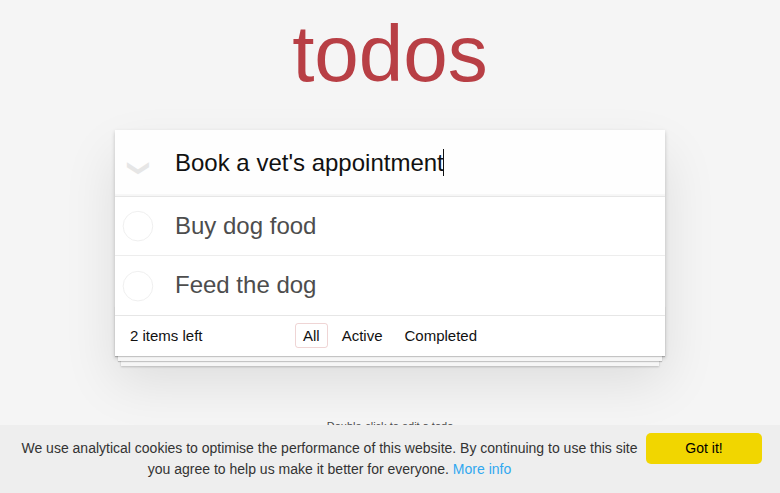 todos
Book a vet's appointment
Buy dog food
Feed the dog
2 items left All Active Completed
Double-click to edit a todo
We use analytical cookies to optimise the performance of this website. By continuing to use this site
you agree to help us make it better for everyone. More info
Got it!